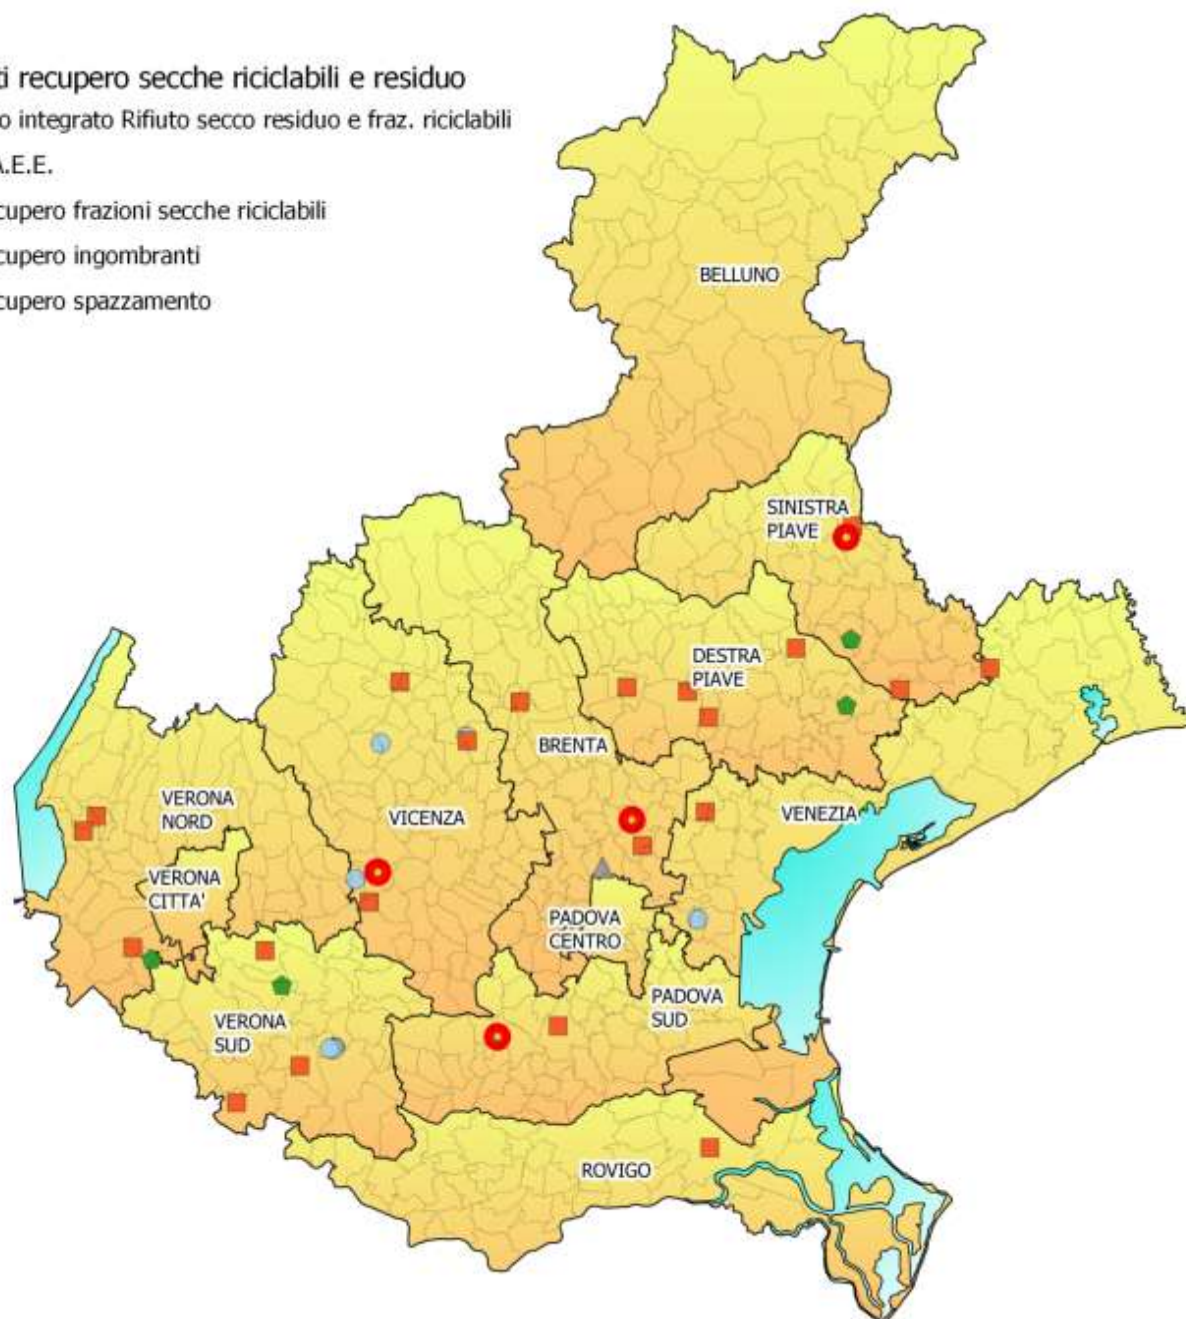 ti recupero secche riciclabili e residuo
o integrato Rifiuto secco residuo e fraz. riciclabili
A.E.E.
cupero frazioni secche riciclabili
cupero ingombranti
cupero spazzamento
BELLUNO
SINISTRA
PIAVE
DESTRA
PIAVE
BRENTA
VERONA
NORD
VICENZA
VENEZIA
VERONA
CITTA'
PADOVA
CENTRO
PADOVA
SUD
VERONA
SUD
ROVIGO